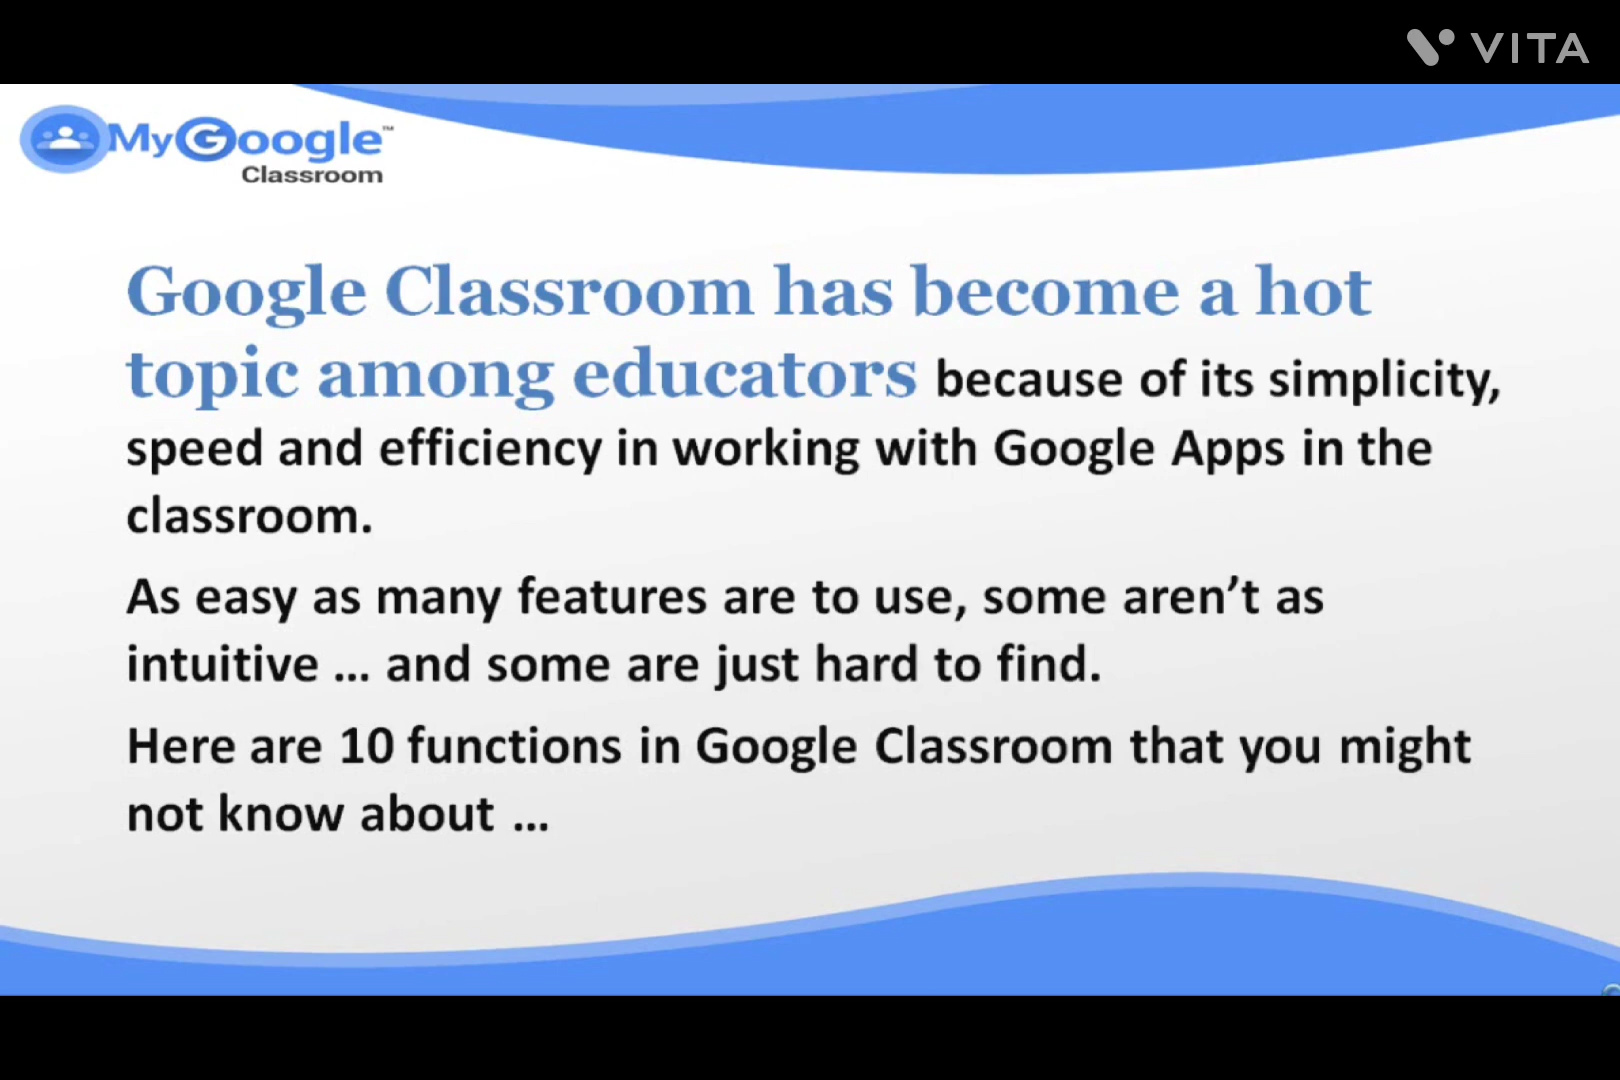 VITA
MyGoogle™
Classroom
Google Classroom has become a hot
topic among educators because of its simplicity,
speed and efficiency in working with Google Apps in the
classroom.
As easy as many features are to use, some aren’t as
intuitive ... and some are just hard to find.
Here are 10 functions in Google Classroom that you might
not know about ...